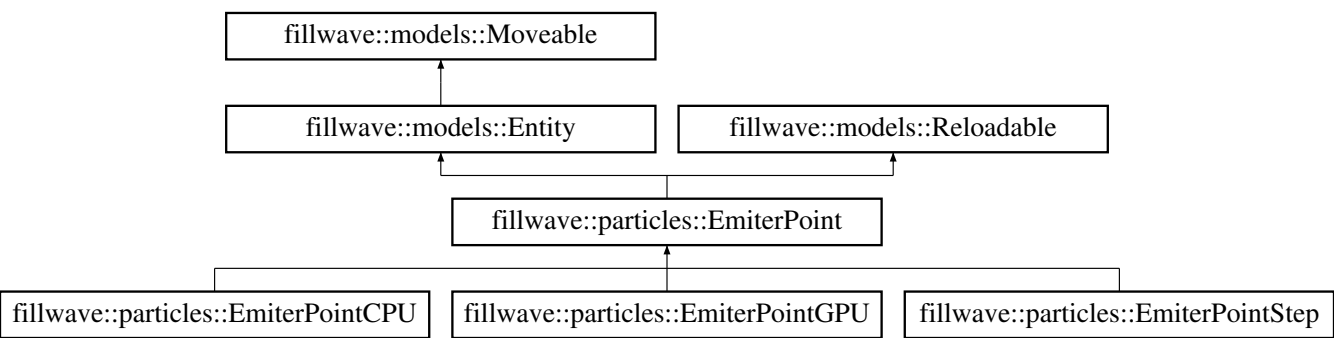 fillwave::models::Moveable
fillwave::models::Entity
fillwave::models::Reloadable
fillwave::particles::EmiterPoint
fillwave::particles::EmiterPointCPU
fillwave::particles::EmiterPointGPU
fillwave::particles::EmiterPointStep